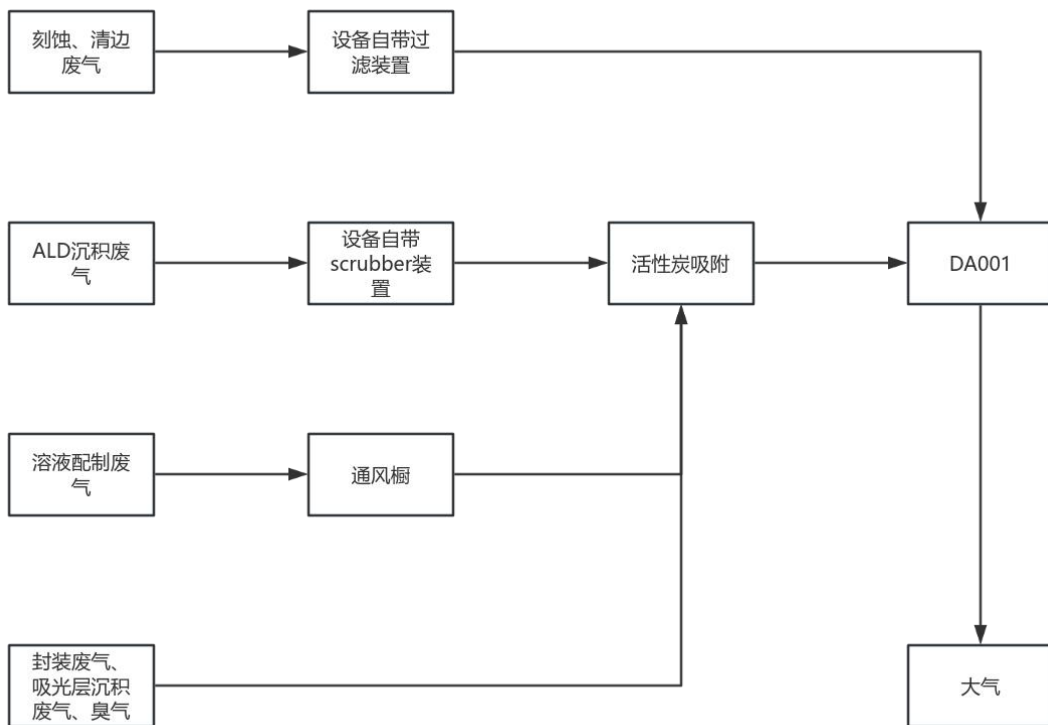 刻蚀、清边
废气
设备自带过
滤装置
ALD沉积废
气
设备自带
scrubber装
置
活性炭吸附
DA001
溶液配制废
气
通风橱
封装废气、
吸光层沉积
废气、臭气
大气